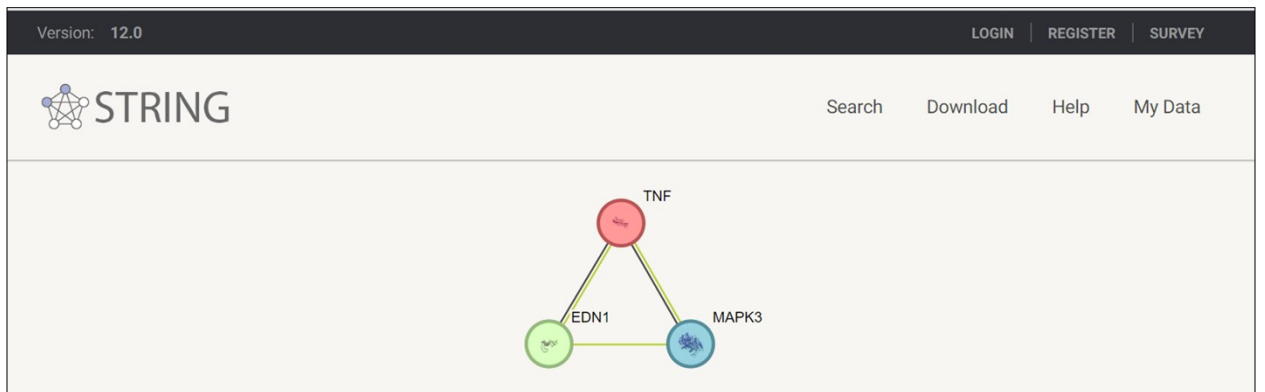 Version: 12.0 LOGIN REGISTER SURVEY
STRING Search Download Help My Data
TNF
EDN1 MAPK3